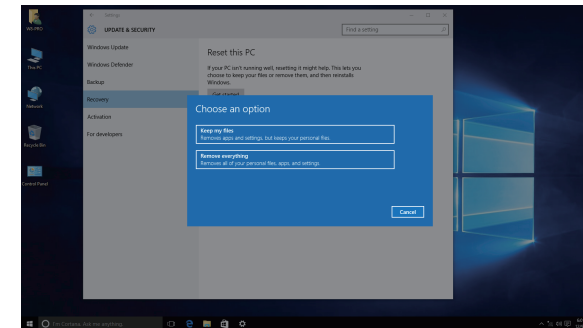 W10-PRO
This PC
Network
Recycle Bin
Control Panel
Settings
UPDATE & SECURITY
Find a setting
Windows Update
Windows Defender
Backup
Recovery
Activation
For developers
Reset this PC
If your PC isn't running well, resetting it might help. This lets you
choose to keep your files or remove them, and then reinstalls
Windows.
Get started
Choose an option
Keep my files
Removes apps and settings, but keeps your personal files.
Remove everything
Removes all of your personal files, apps, and settings.
Cancel
I'm Cortana. Ask me anything.